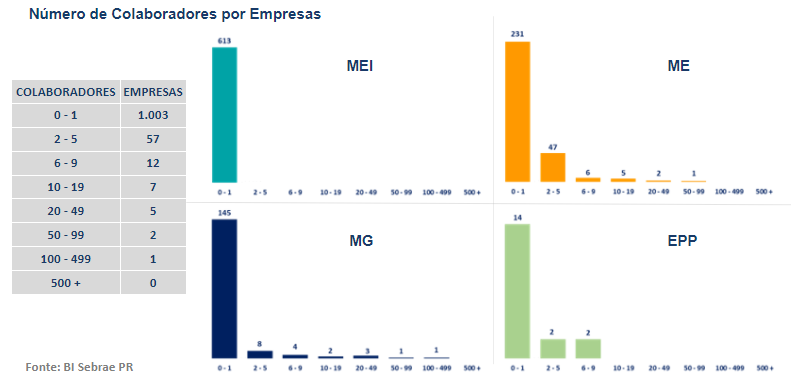 Número de Colaboradores por Empresas
COLABORADORES EMPRESAS
0 - 1 1.003
2 - 5 57
6 - 9 12
10 - 19 7
20 - 49 5
50 - 99 2
100 - 499 1
500 + 0
Fonte: BI Sebrae PR
MEI
613
0 - 1 2 - 5 6 - 9 10 - 19 20 - 49 50 - 99 100 - 499 500 +
ME
231 47 6 5 2 1
0 - 1 2 - 5 6 - 9 10 - 19 20 - 49 50 - 99 100 - 499 500 +
MG
145 8 4 2 3 1 1
0 - 1 2 - 5 6 - 9 10 - 19 20 - 49 50 - 99 100 - 499 500 +
EPP
14 2 2
0 - 1 2 - 5 6 - 9 10 - 19 20 - 49 50 - 99 100 - 499 500 +